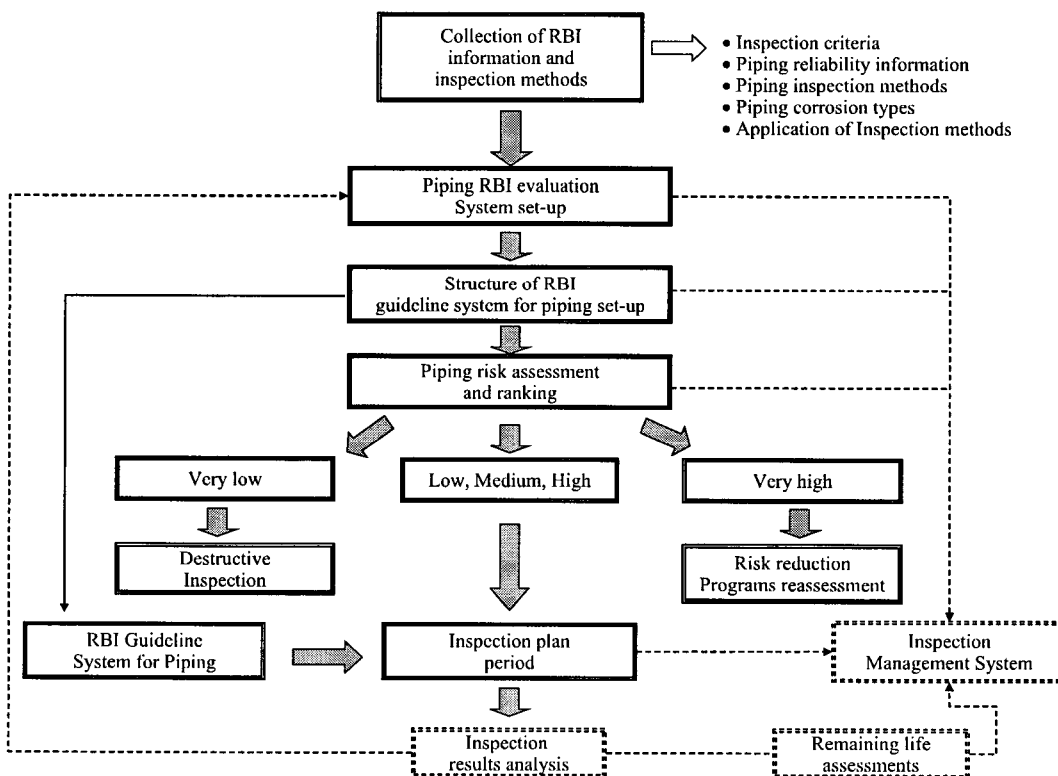 Collection of RBI
information and
inspection methods
• Inspection criteria
• Piping reliability information
• Piping inspection methods
• Piping corrosion types
• Application of Inspection methods
Piping RBI evaluation
System set-up
Structure of RBI
guideline system for piping set-up
Piping risk assessment
and ranking
Very low
Low, Medium, High
Very high
Destructive
Inspection
Risk reduction
Programs reassessment
RBI Guideline
System for Piping
Inspection plan
period
Inspection
Management System
Inspection
results analysis
Remaining life
assessments